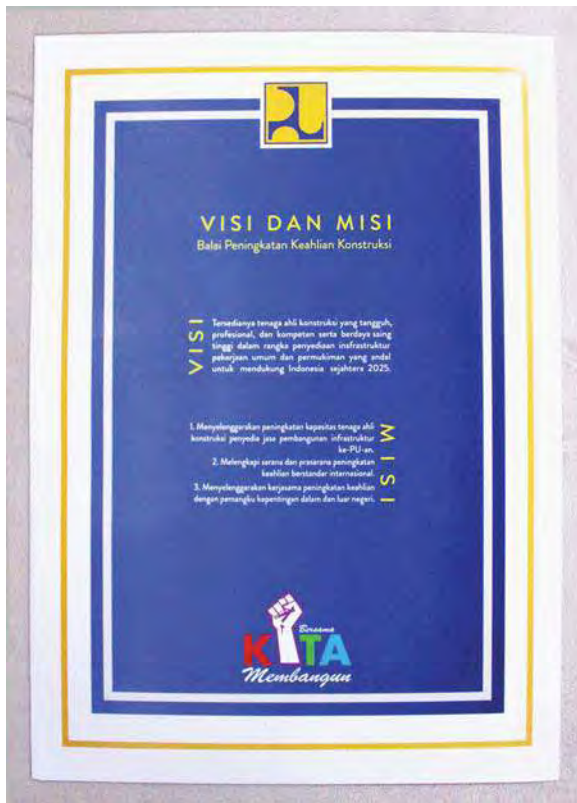 VISI DAN MISI
Balai Peningkatan Keahlian Konstruksi
VISI
Tersedianya tenaga ahli konstruksi yang tangguh,
profesional, dan kompeten serta berdaya saing
tinggi dalam rangka penyediaan insfrastruktur
pekerjaan umum dan permukiman yang andal
untuk mendukung Indonesia sejahtera 2025.
MISI
1. Menyelenggarakan peningkatan kapasitas tenaga ahli
konstruksi penyedia jasa pembangunan infrastruktur
ke-PU-an.
2. Melengkapi sarana dan prasarana peningkatan
keahlian berstandar internasional.
3. Menyelenggarakan kerjasama peningkatan keahlian
dengan pemangku kepentingan dalam dan luar negeri.
Bersama
KITA
Membangun